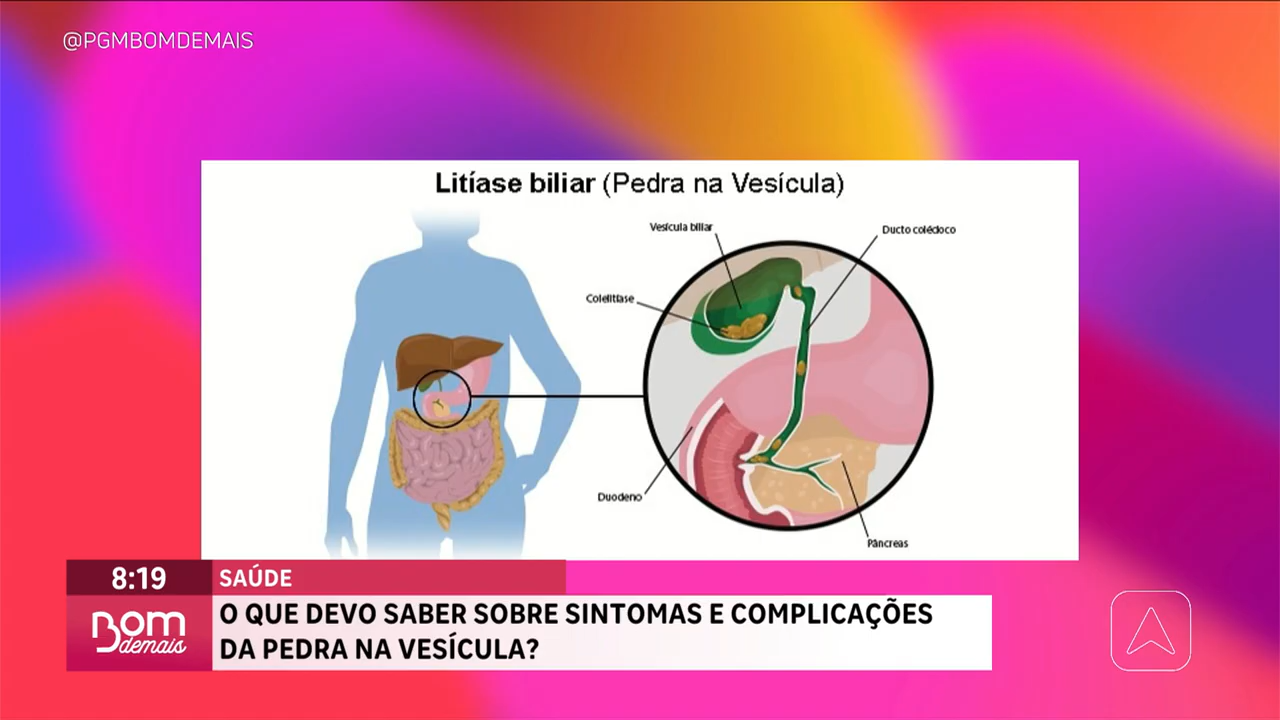 @PGMBOMDEMAIS
Litíase biliar (Pedra na Vesícula)
Vesícula biliar
Ducto colédoco
Colelitíase
Duodeno
Pâncreas
8:19
SAÚDE
Bom
demais
O QUE DEVO SABER SOBRE SINTOMAS E COMPLICAÇÕES
DA PEDRA NA VESÍCULA?